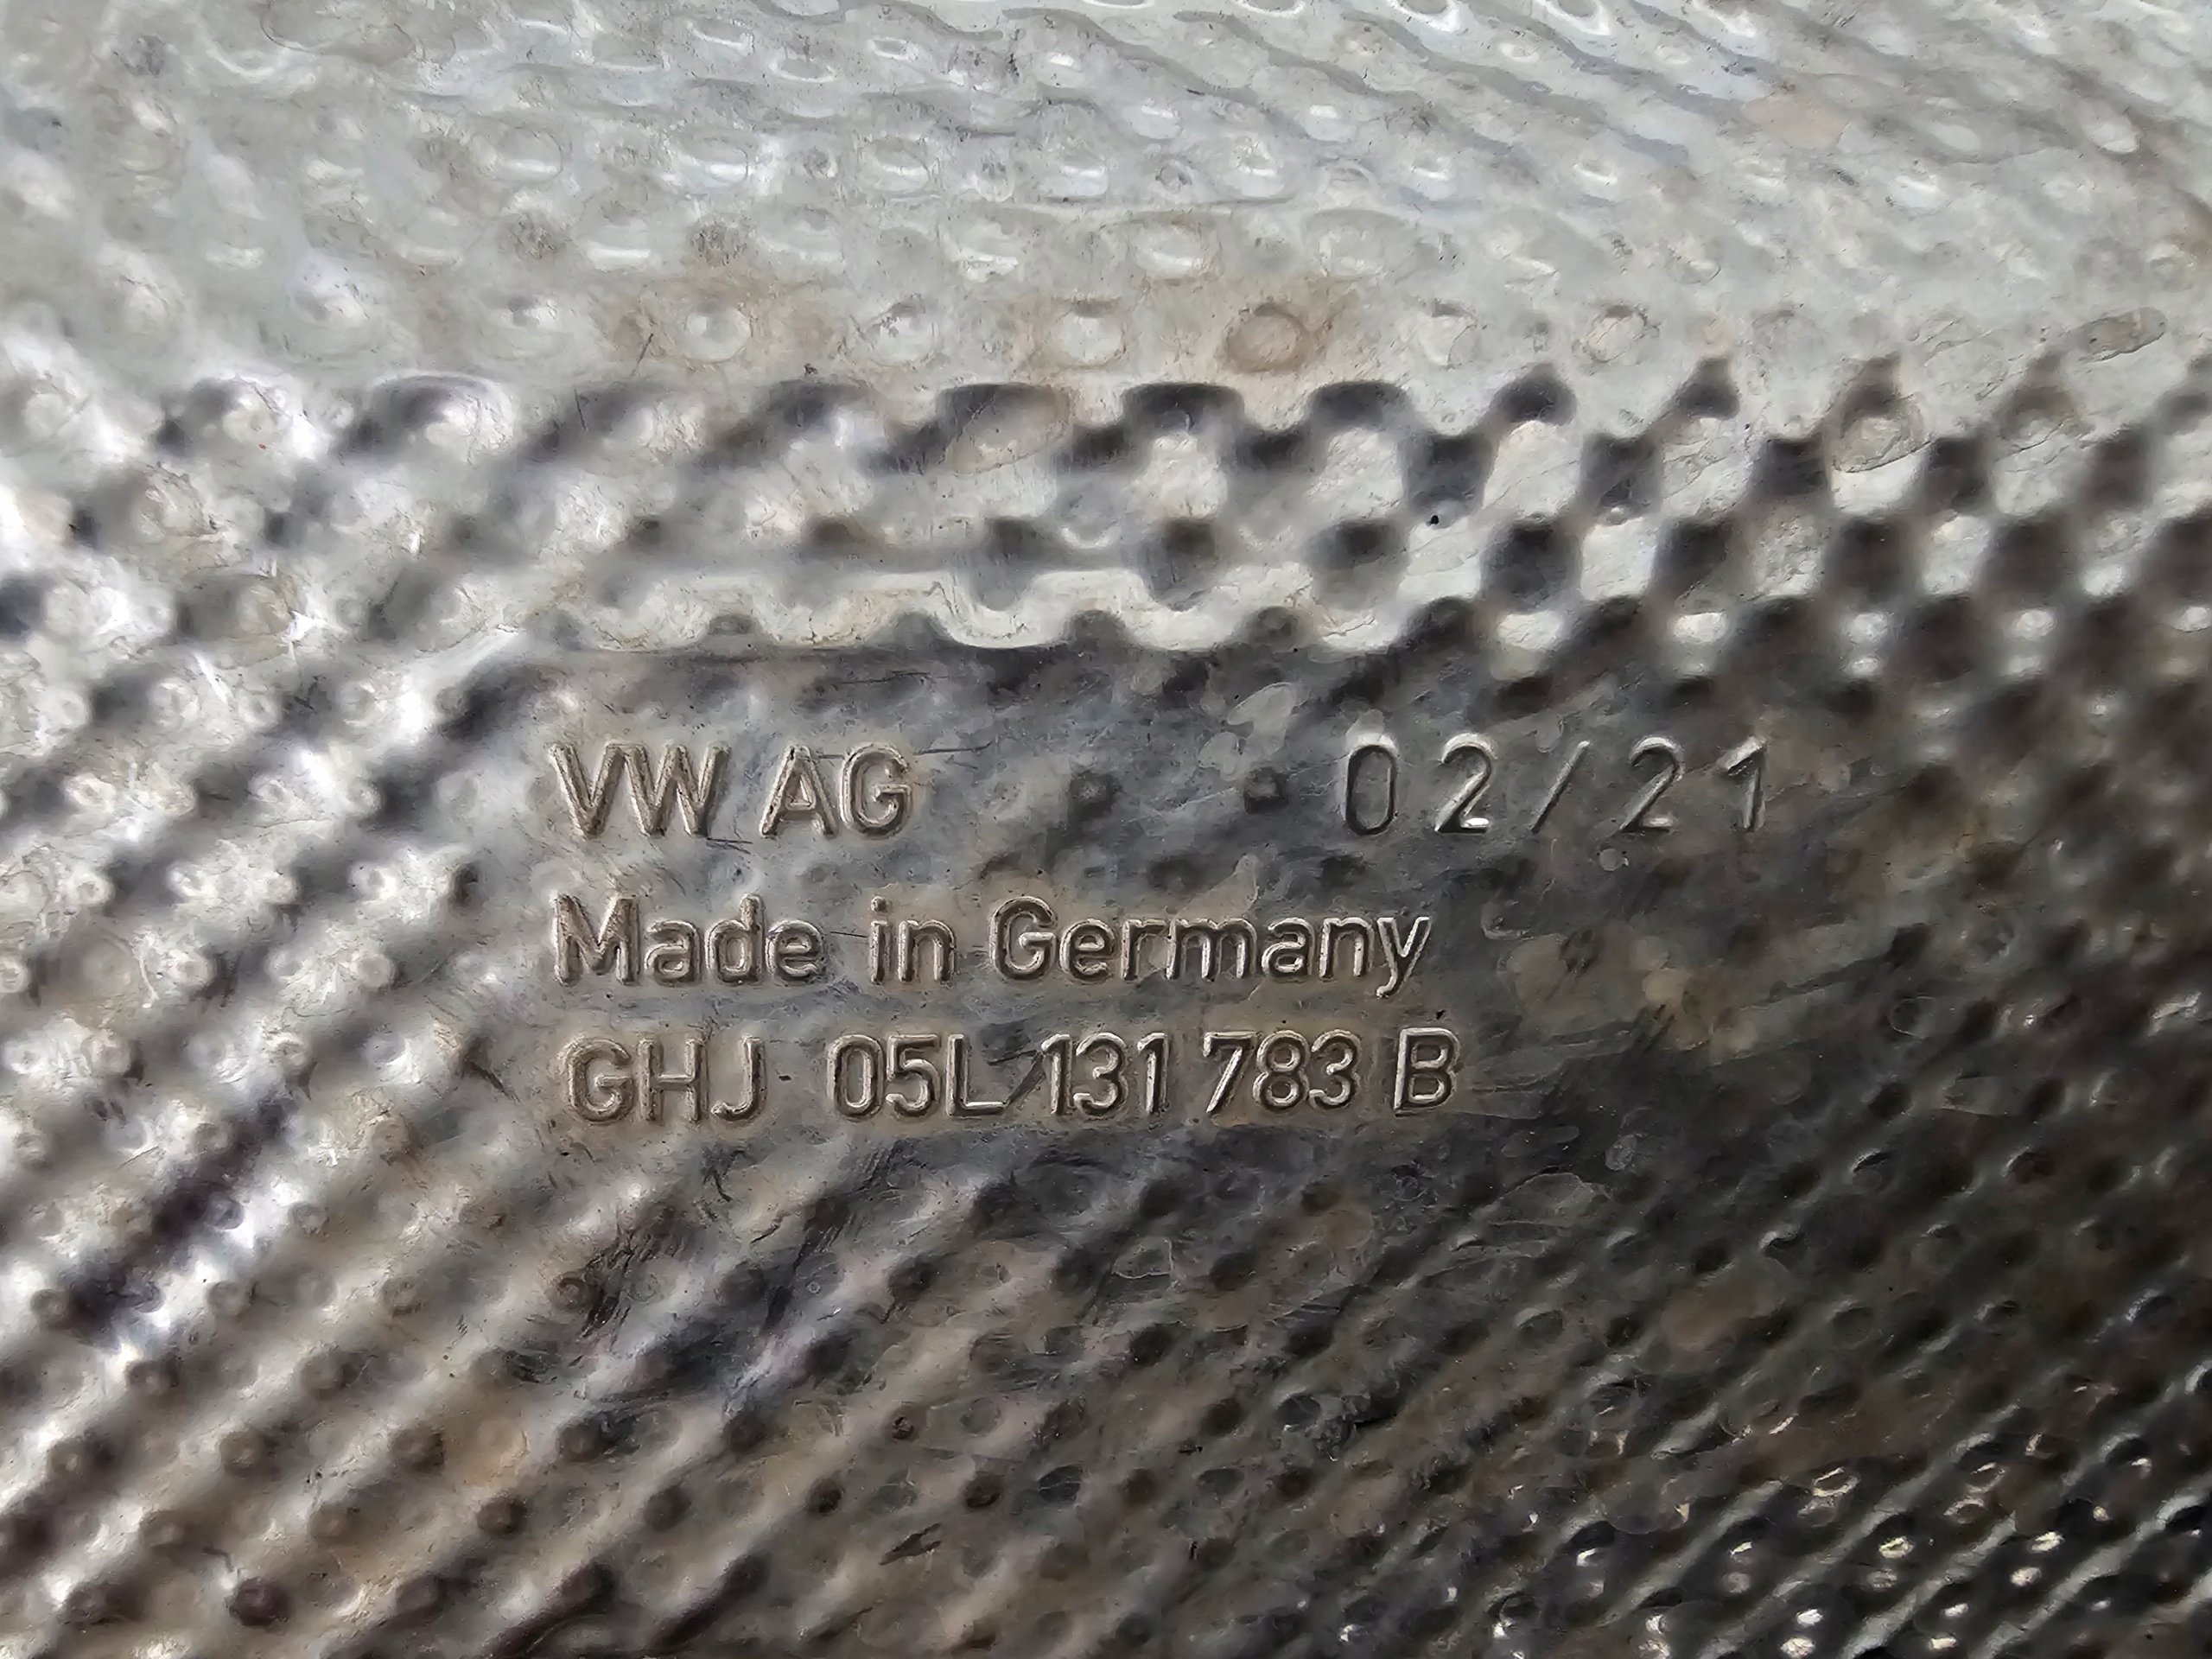 VW AG 02/21
Made in Germany
GHJ 05L 131 783 B